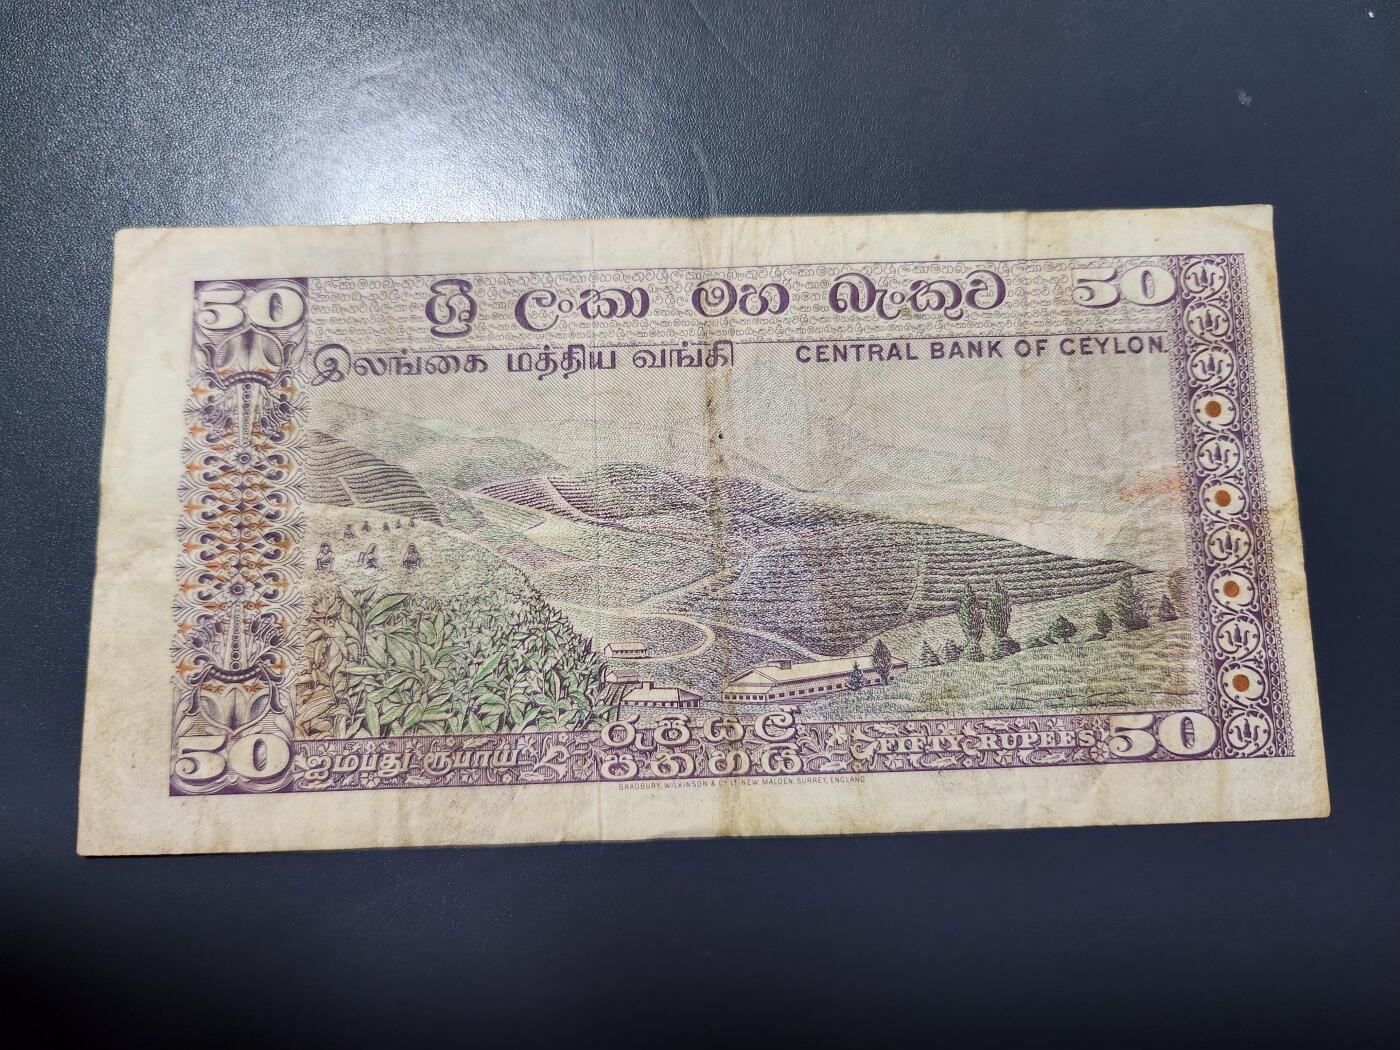 50 ශ්‍රී ලංකා මහ බැංකුව 50
இலங்கை மத்திய வங்கி CENTRAL BANK OF CEYLON.
රුපියල්
50 ஐம்பது ரூபாய் පනහයි FIFTY RUPEES 50
BRADBURY, WILKINSON & Co. Ld. NEW MALDEN, SURREY, ENGLAND